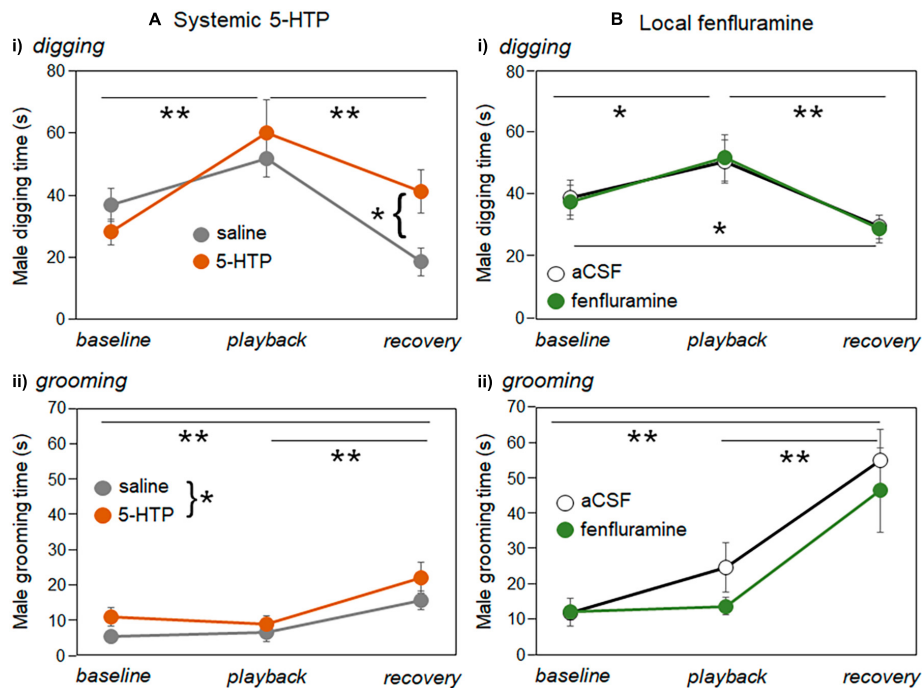 A Systemic 5-HTP
i) digging
Male digging time (s)
80
60
40
20
0
**
**
*{
saline
5-HTP
baseline
playback
recovery
ii) grooming
Male grooming time (s)
70
60
50
40
30
20
10
0
**
**
saline
5-HTP
}*
baseline
playback
recovery
B Local fenfluramine
i) digging
Male digging time (s)
80
60
40
20
0
*
**
*
aCSF
fenfluramine
baseline
playback
recovery
ii) grooming
Male grooming time (s)
70
60
50
40
30
20
10
0
**
**
aCSF
fenfluramine
baseline
playback
recovery